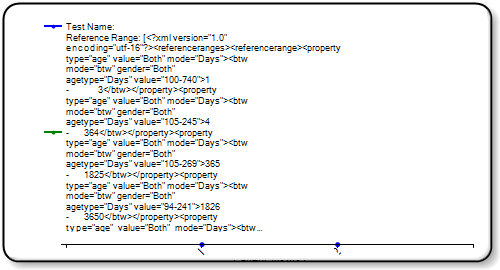 Test Name:
Reference Range: [<?xml version="1.0"
encoding="utf-16"?><referenceranges><referencerange><property
type="age" value="Both" mode="Days"><btw
mode="btw" gender="Both"
agetype="Days" value="100-740">1
- 3</btw></property><property
type="age" value="Both" mode="Days"><btw
mode="btw" gender="Both"
agetype="Days" value="105-245">4
- 364</btw></property><property
type="age" value="Both" mode="Days"><btw
mode="btw" gender="Both"
agetype="Days" value="105-269">365
- 1825</btw></property><property
type="age" value="Both" mode="Days"><btw
mode="btw" gender="Both"
agetype="Days" value="94-241">1826
- 3650</btw></property><property
type="age" value="Both" mode="Days"><btw...